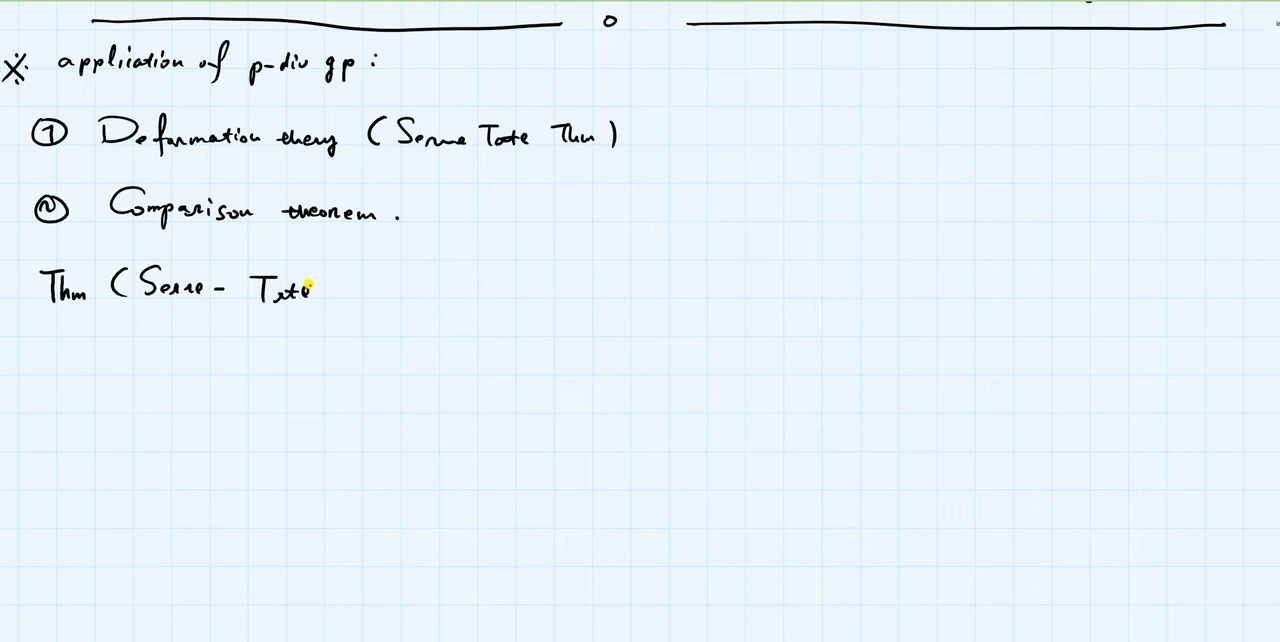 ※ application of p-div gp :
① Deformation theory ( Serre Tate Thm )
② Comparison theorem .
Thm ( Serre - Tate